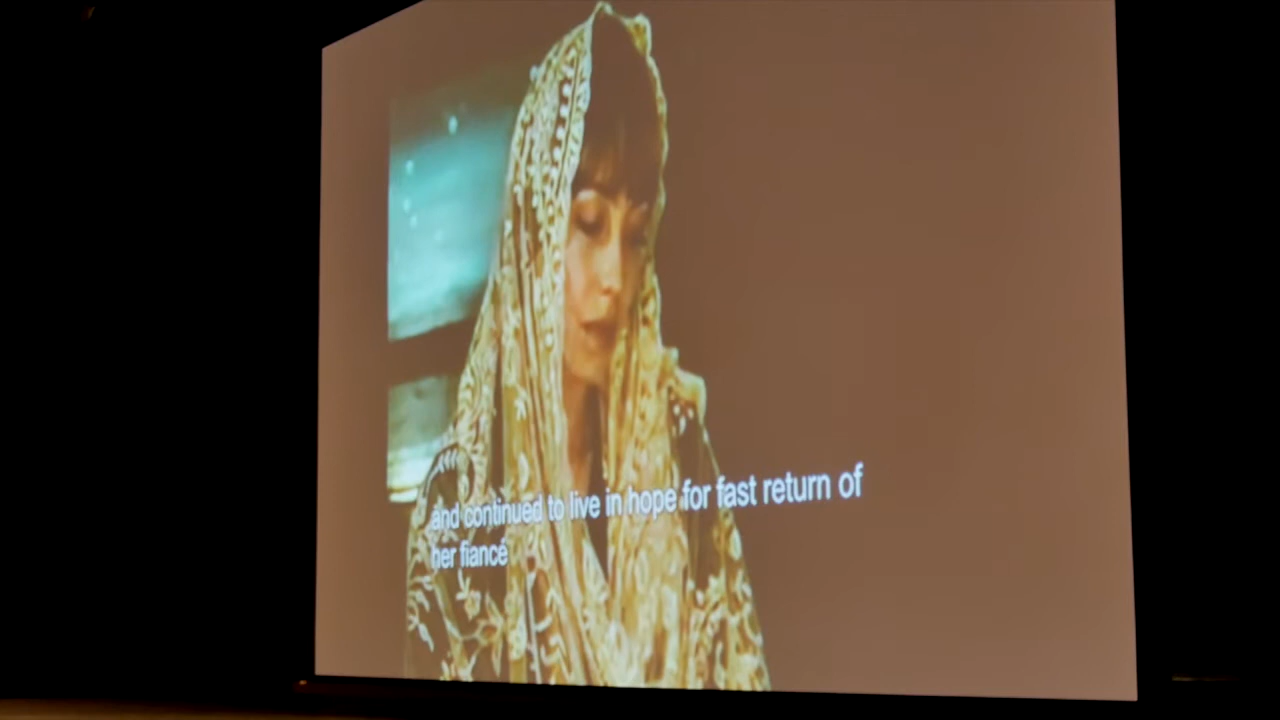 and continued to live in hope for fast return of
her fiancé